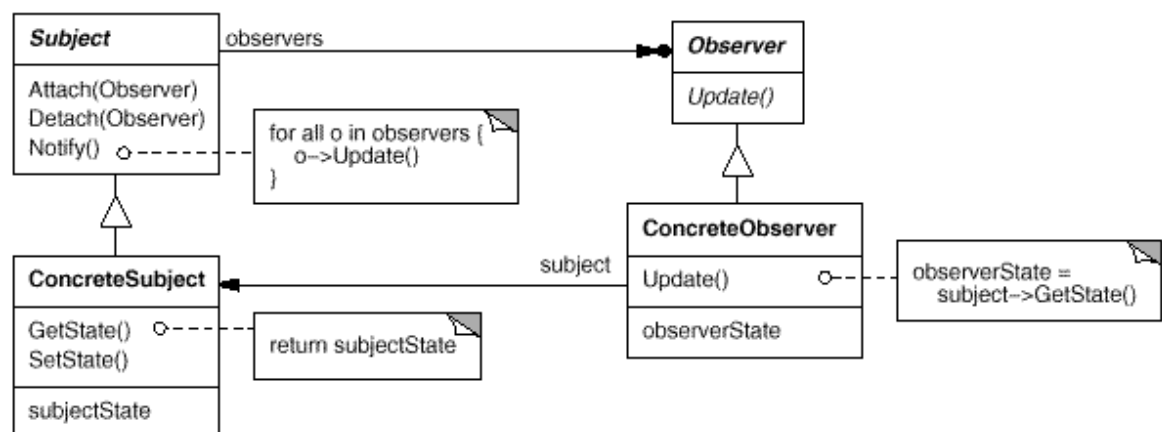 Subject
observers
Observer
Attach(Observer)
Detach(Observer)
Notify()
Update()
for all o in observers {
o->Update()
}
ConcreteSubject
GetState()
SetState()
subjectState
return subjectState
subject
ConcreteObserver
Update()
observerState
observerState =
subject->GetState()